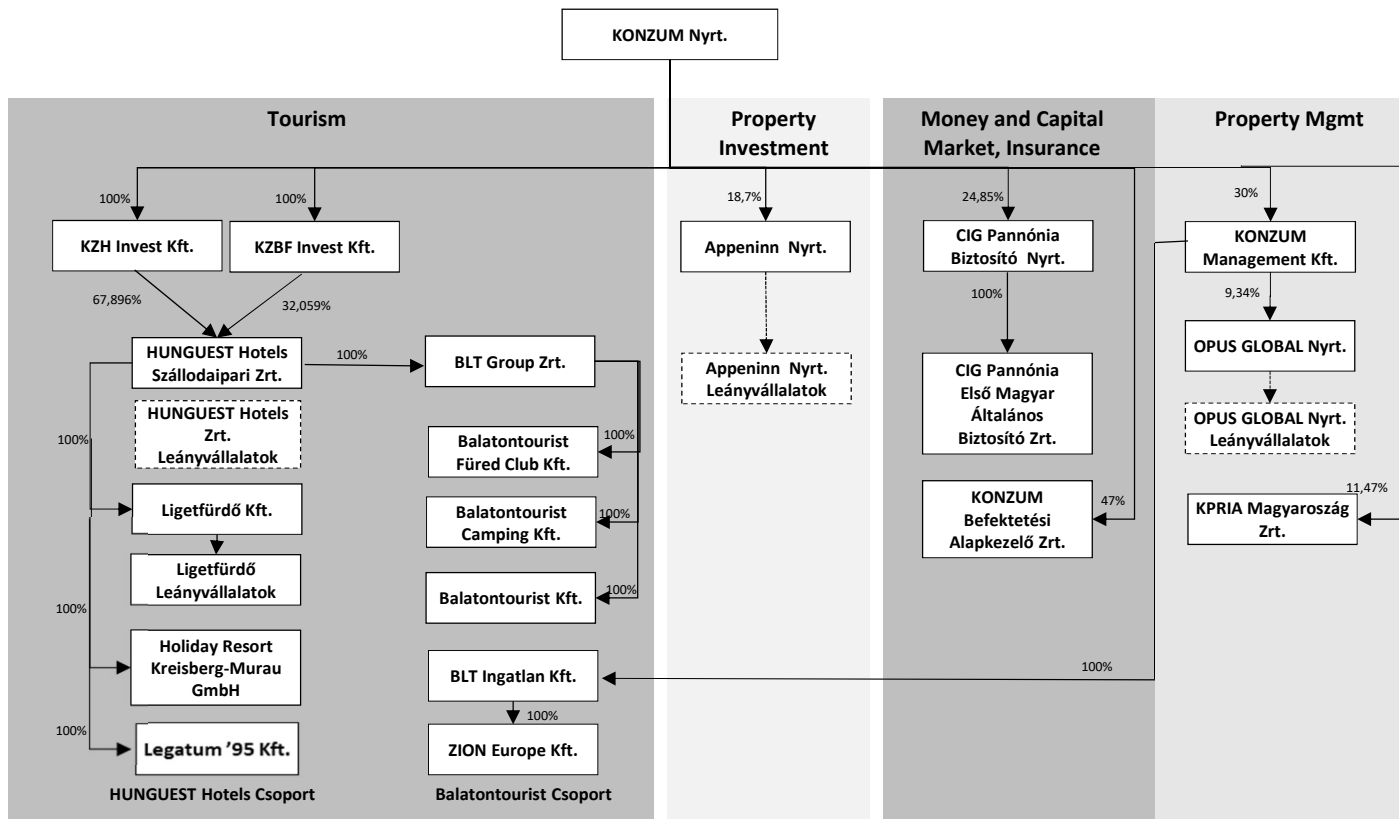 KONZUM Nyrt.
Tourism
Property
Investment
Money and Capital
Market, Insurance
Property Mgmt
100%
100%
18,7%
24,85%
30%
KZH Invest Kft.
KZBF Invest Kft.
Appeninn Nyrt.
CIG Pannónia
Biztosító Nyrt.
KONZUM
Management Kft.
67,896%
32,059%
100%
9,34%
HUNGUEST Hotels
Szállodaipari Zrt.
100%
BLT Group Zrt.
Appeninn Nyrt.
Leányvállalatok
CIG Pannónia
Első Magyar
Általános
Biztosító Zrt.
OPUS GLOBAL Nyrt.
HUNGUEST Hotels
Zrt.
Leányvállalatok
OPUS GLOBAL Nyrt.
Leányvállalatok
100%
Balatontourist
Füred Club Kft.
100%
Ligetfürdő Kft.
Balatontourist
Camping Kft.
100%
KONZUM
Befektetési
Alapkezelő Zrt.
47%
KPRIA Magyaroszág
Zrt.
11,47%
Ligetfürdő
Leányvállalatok
Balatontourist Kft.
100%
100%
Holiday Resort
Kreisberg-Murau
GmbH
BLT Ingatlan Kft.
100%
100%
100%
Legatum ’95 Kft.
ZION Europe Kft.
HUNGUEST Hotels Csoport
Balatontourist Csoport